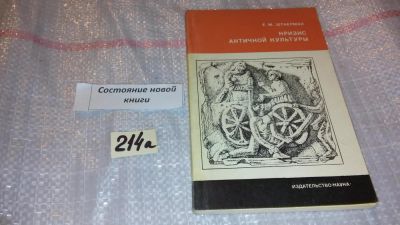 Е. М. ШТАЕРМАН
КРИЗИС
АНТИЧНОЙ КУЛЬТУРЫ
Состояние новой
книги
214а
ИЗДАТЕЛЬСТВО «НАУКА»